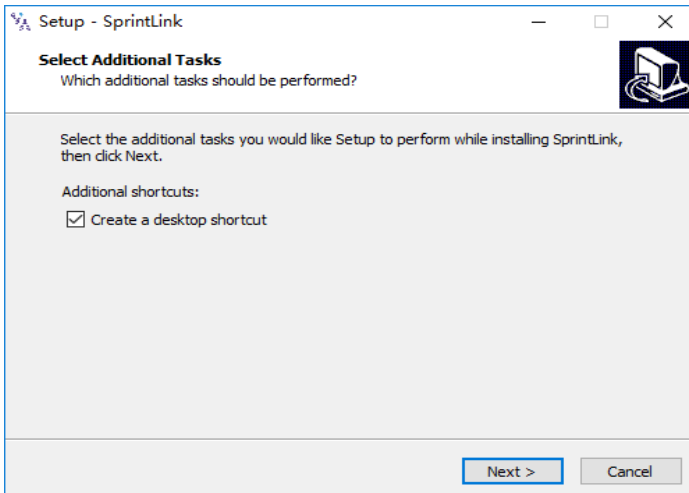 Setup - SprintLink
Select Additional Tasks
Which additional tasks should be performed?
Select the additional tasks you would like Setup to perform while installing SprintLink,
then click Next.
Additional shortcuts:
Create a desktop shortcut
Next >
Cancel